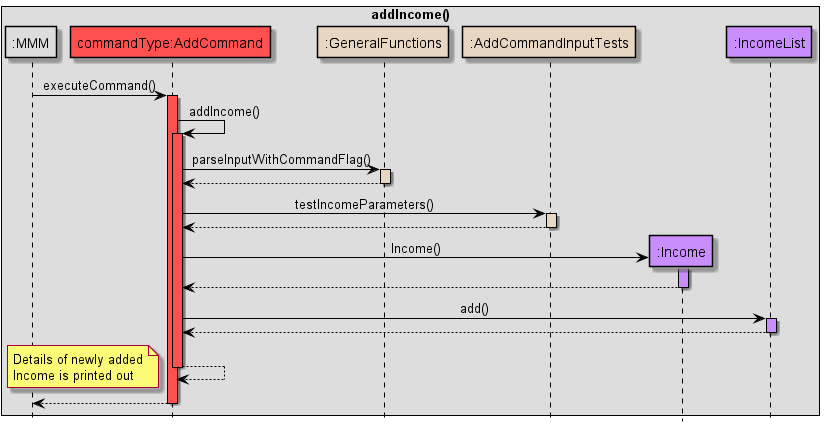 addIncome()
:MMM
commandType:AddCommand
:GeneralFunctions
:AddCommandInputTests
:IncomeList
executeCommand()
addIncome()
parseInputWithCommandFlag()
testIncomeParameters()
Income()
:Income
add()
Details of newly added
Income is printed out